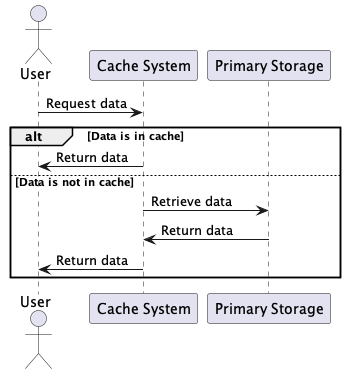 User
Cache System
Primary Storage
Request data
alt
[Data is in cache]
Return data
[Data is not in cache]
Retrieve data
Return data
Return data
User
Cache System
Primary Storage